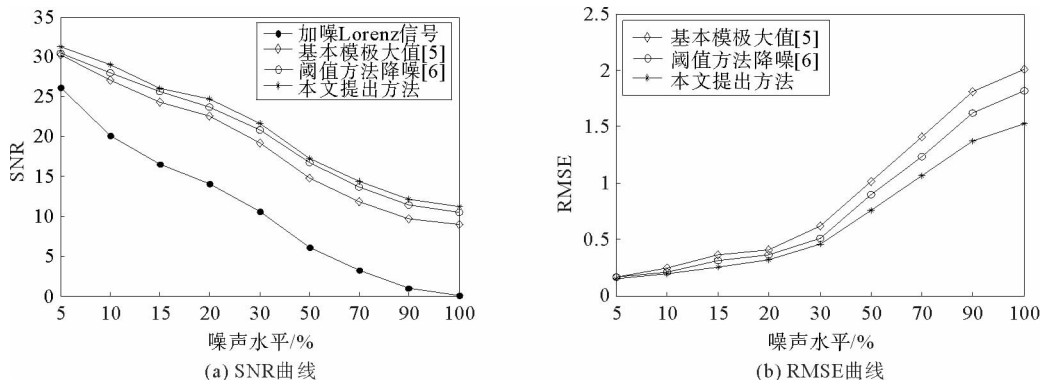 35
30
25
20
15
10
5
0
SNR
加噪Lorenz信号
基本模极大值[5]
阈值方法降噪[6]
本文提出方法
5 10 15 20 30 50 70 90 100
噪声水平/%
(a) SNR曲线
2.5
2
1.5
1
0.5
0
RMSE
基本模极大值[5]
阈值方法降噪[6]
本文提出方法
5 10 15 20 30 50 70 90 100
噪声水平/%
(b) RMSE曲线